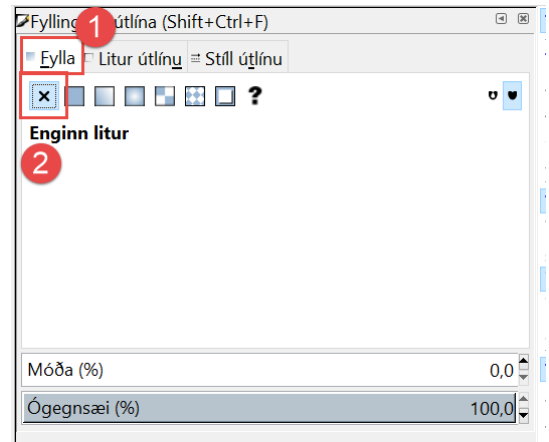 Fylling útlína (Shift+Ctrl+F)
1
Fylla Litur útlínu Stíll útlínu
?
Enginn litur
2
Móða (%) 0,0
Ógegnsæi (%) 100,0